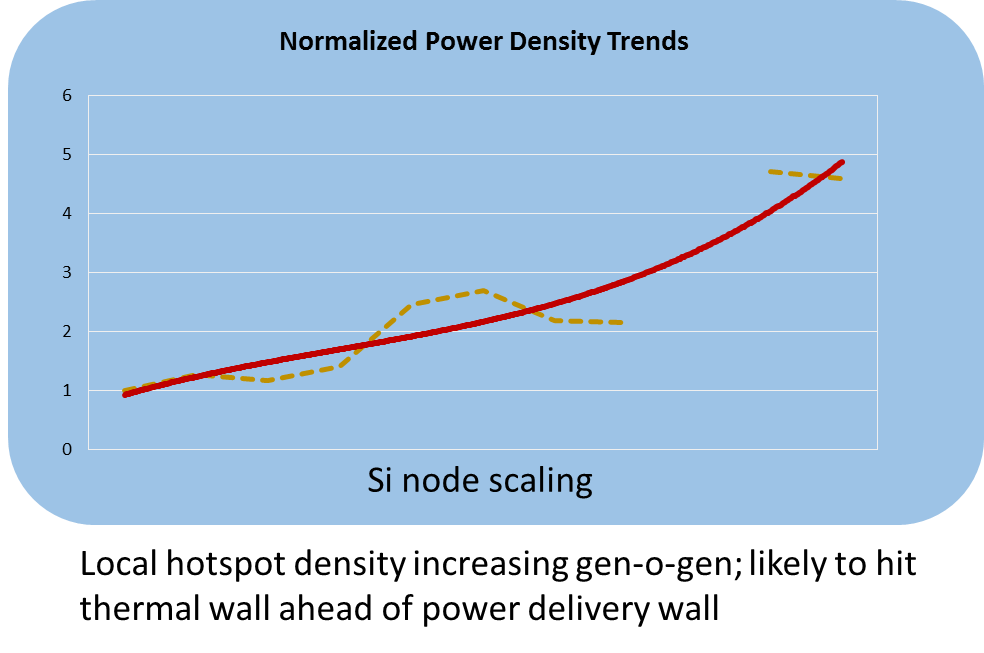 Normalized Power Density Trends
6
5
4
3
2
1
0
Si node scaling
Local hotspot density increasing gen-o-gen; likely to hit
thermal wall ahead of power delivery wall